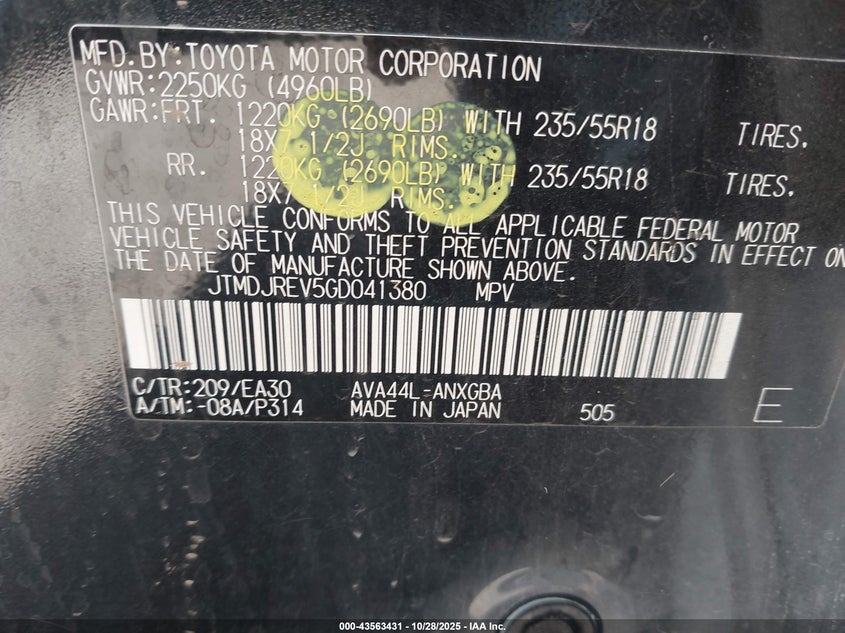 MFD.BY:TOYOTA MOTOR CORPORATION
GVWR:2250KG (4960LB)
GAWR:FRT. 1220KG (2690LB) WITH 235/55R18 TIRES.
18X7 1/2J RIMS.
RR. 1220KG (2690LB) WITH 235/55R18 TIRES.
18X7 1/2J RIMS.
THIS VEHICLE CONFORMS TO ALL APPLICABLE FEDERAL MOTOR
VEHICLE SAFETY AND THEFT PREVENTION STANDARDS IN EFFECT ON
THE DATE OF MANUFACTURE SHOWN ABOVE.
JTMDJREV5GD041380 MPV
C/TR:209/EA30 AVA44L-ANXGBA
A/TM:-08A/P314 MADE IN JAPAN 505 E
000-43563431 | 10/28/2025 - IAA Inc.